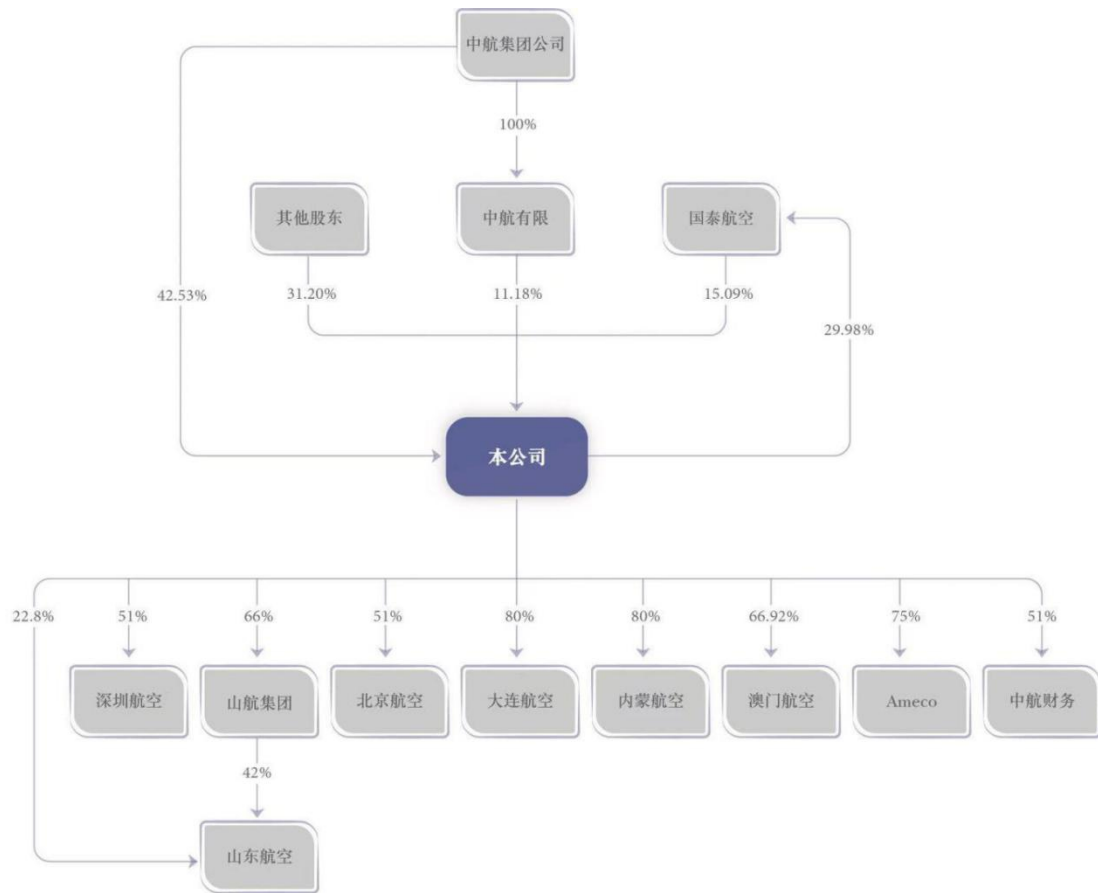 中航集团公司
100%
其他股东
中航有限
国泰航空
42.53%
31.20%
11.18%
15.09%
29.98%
本公司
22.8%
51%
66%
51%
80%
80%
66.92%
75%
51%
深圳航空
山航集团
北京航空
大连航空
内蒙航空
澳门航空
Ameco
中航财务
42%
山东航空